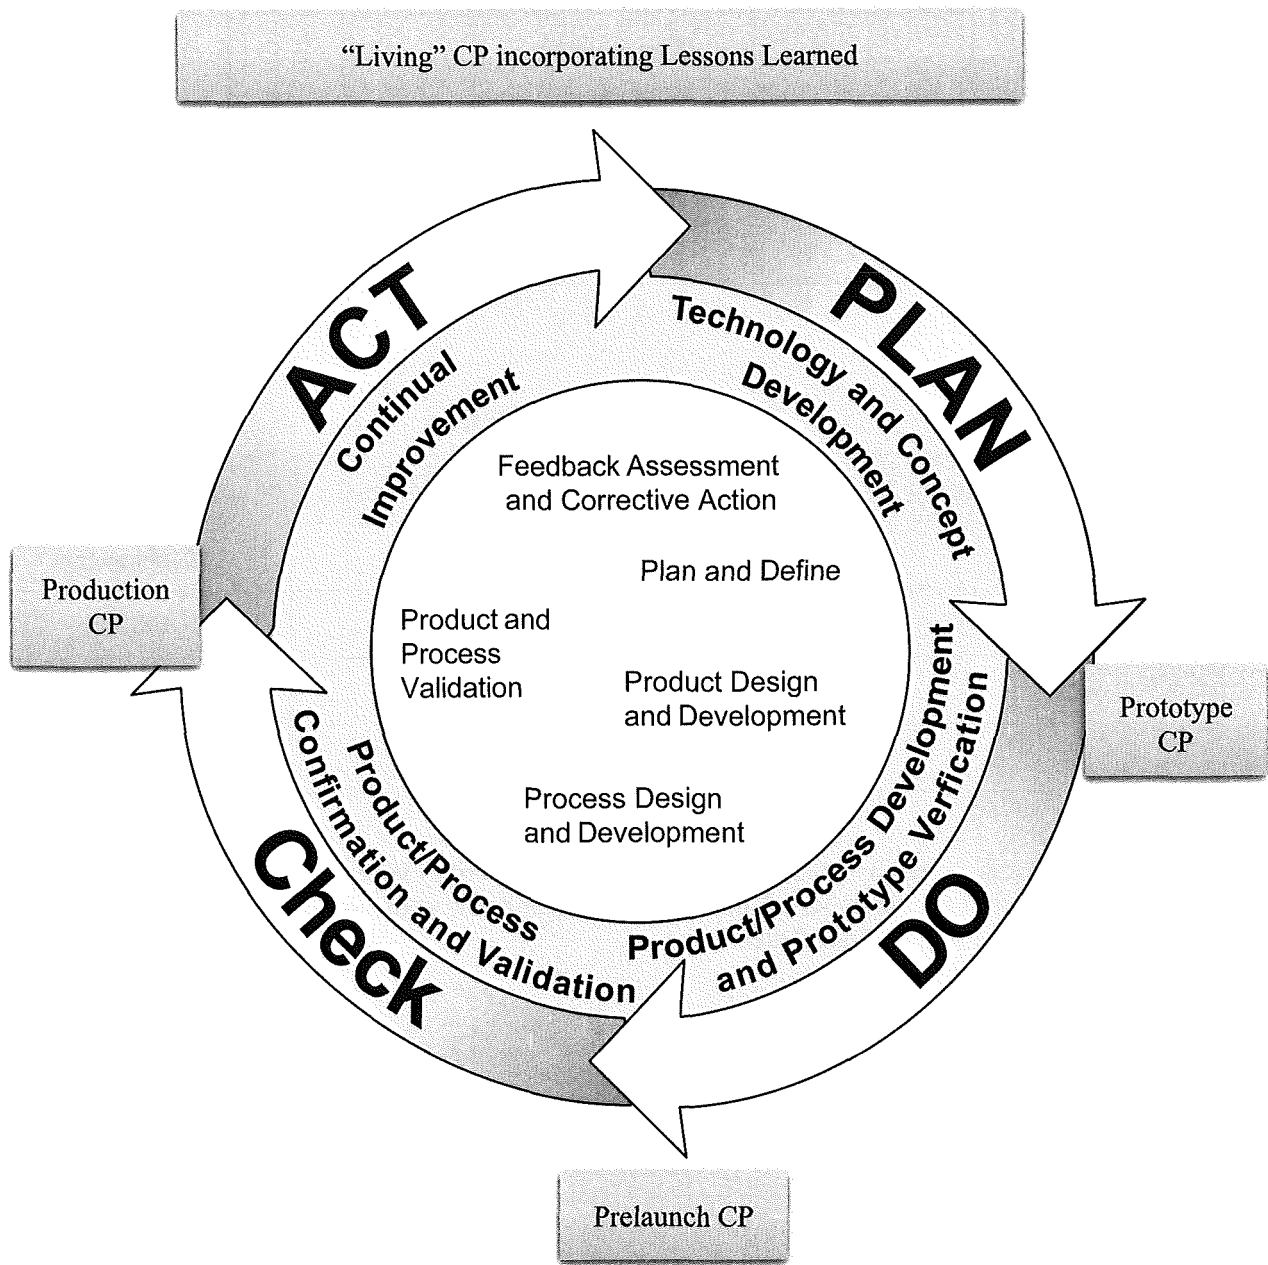 “Living” CP incorporating Lessons Learned
ACT
PLAN
Continual
Improvement
Technology and Concept
Development
Feedback Assessment
and Corrective Action
Plan and Define
Production
CP
Product and
Process
Validation
Product Design
and Development
Prototype
CP
Process Design
and Development
Product/Process
Confirmation and Validation
Product/Process Development
and Prototype Verfication
Check
DO
Prelaunch CP